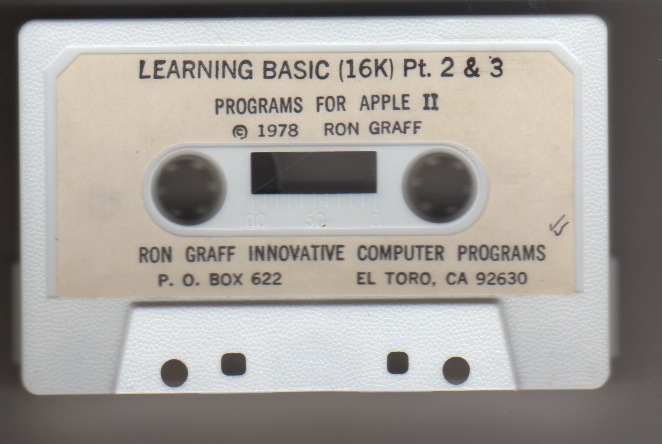 LEARNING BASIC (16K) Pt. 2 & 3
PROGRAMS FOR APPLE II
© 1978 RON GRAFF
100 50 0
RON GRAFF INNOVATIVE COMPUTER PROGRAMS
P. O. BOX 622 EL TORO, CA 92630